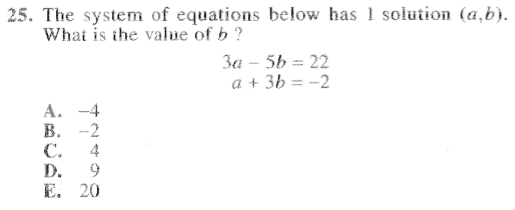 25. The system of equations below has 1 solution (a,b).
What is the value of b ?
3a – 5b = 22
a + 3b = –2
A. –4
B. –2
C. 4
D. 9
E. 20